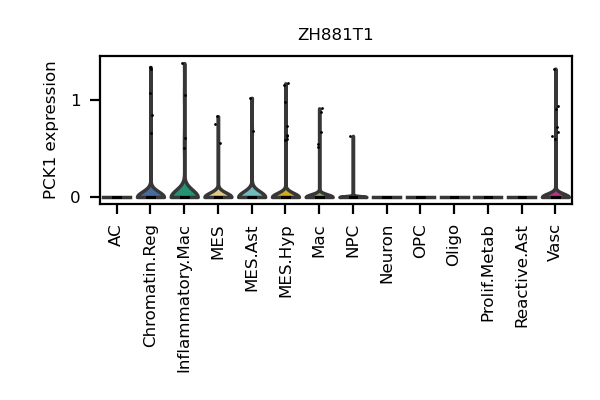 ZH881T1
PCK1 expression
1
0
AC
Chromatin.Reg
Inflammatory.Mac
MES
MES.Ast
MES.Hyp
Mac
NPC
Neuron
OPC
Oligo
Prolif.Metab
Reactive.Ast
Vasc